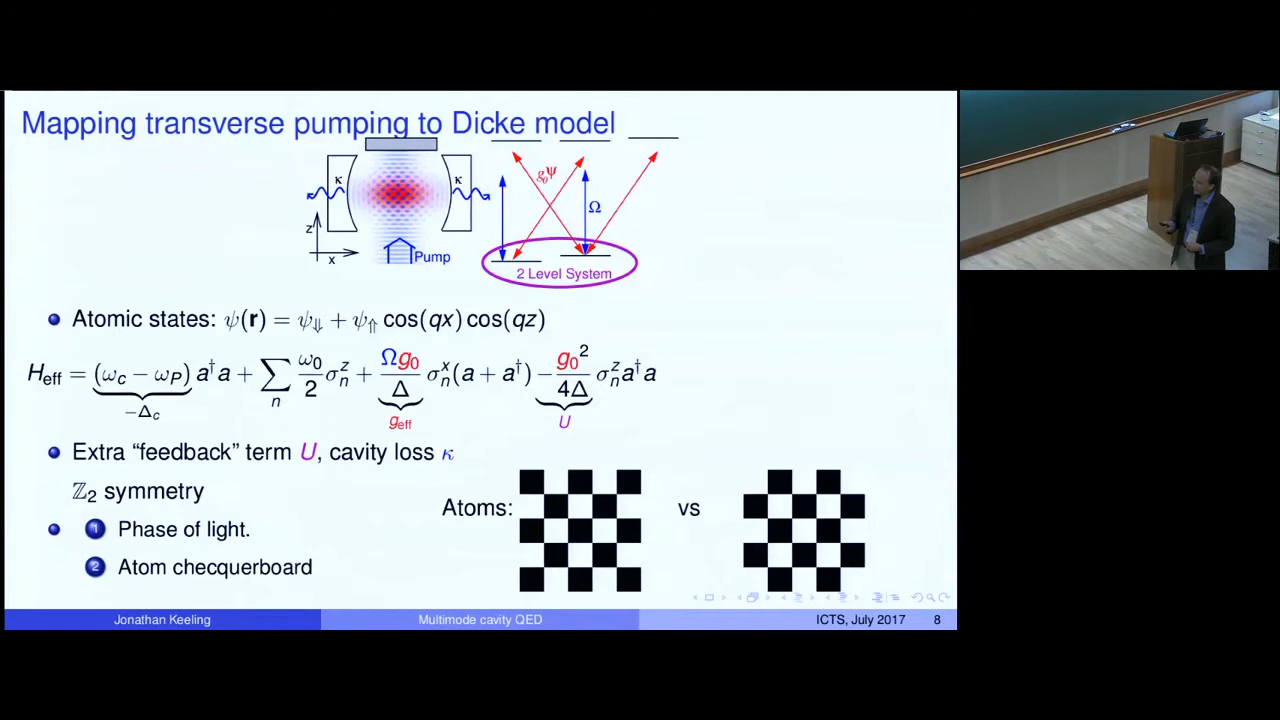 Mapping transverse pumping to Dicke model
κ κ
g₀ψ
Ω
z
x
Pump
2 Level System
Atomic states: ψ(r) = ψ⇓ + ψ⇑ cos(qx) cos(qz)
H_eff = (ω_c − ω_P) a†a + ∑_n ω₀/2 σ_n^z + Ωg₀/Δ σ_n^x(a + a†) − g₀²/4Δ σ_n^z a†a
−Δ_c
g_eff
U
Extra “feedback” term U, cavity loss κ
ℤ₂ symmetry
1 Phase of light.
2 Atom checquerboard
Atoms: vs
Jonathan Keeling Multimode cavity QED ICTS, July 2017 8